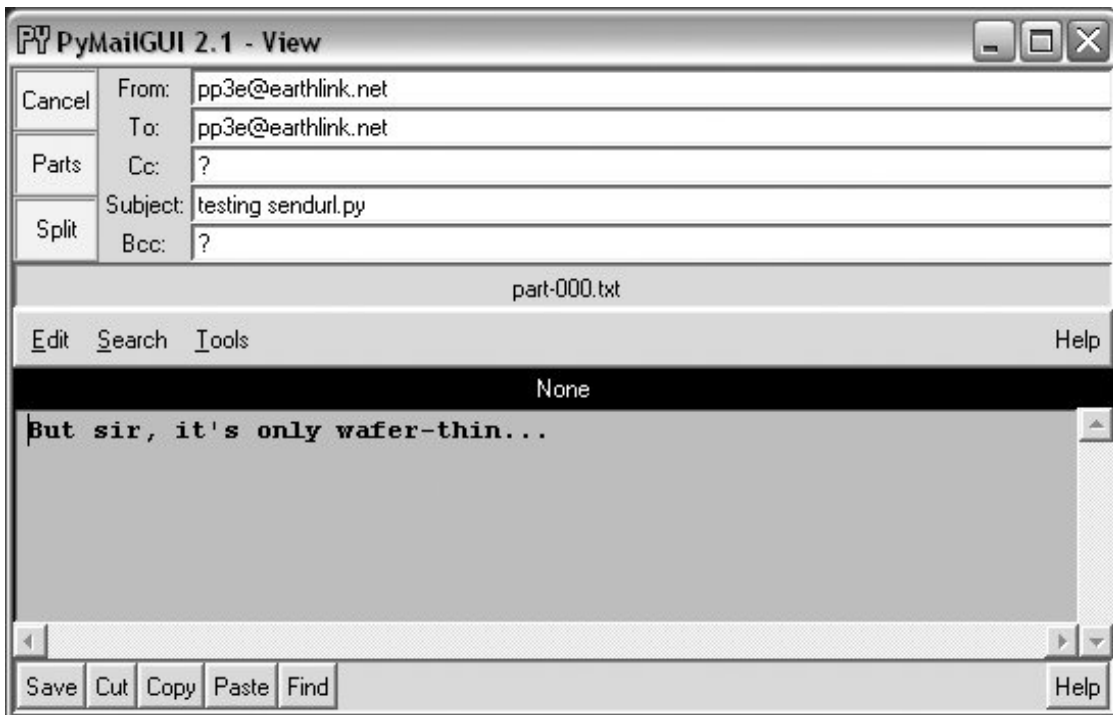 PY PyMailGUI 2.1 - View
Cancel
From: pp3e@earthlink.net
To: pp3e@earthlink.net
Parts
Cc: ?
Subject: testing sendurl.py
Split
Bcc: ?
part-000.txt
Edit Search Tools Help
None
But sir, it's only wafer-thin...
Save Cut Copy Paste Find Help